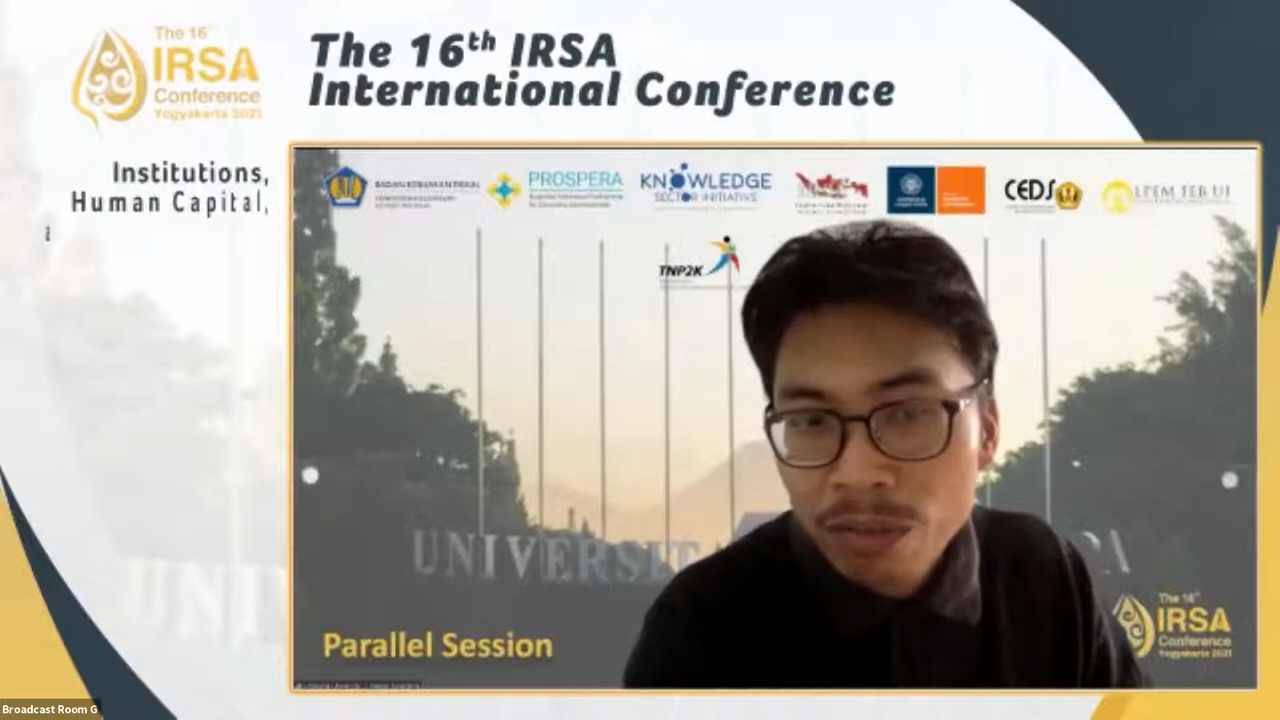 The 16th
IRSA
Conference
Yogyakarta 2021
The 16th IRSA
International Conference
Institutions,
Human Capital,
PROSPERA
KNOWLEDGE
SECTOR INITIATIVE
CEDS
LPEM FEB UI
TNP2K
UNIVERSIT
Parallel Session
The 16th
IRSA
Conference
Yogyakarta 2021
Broadcast Room G